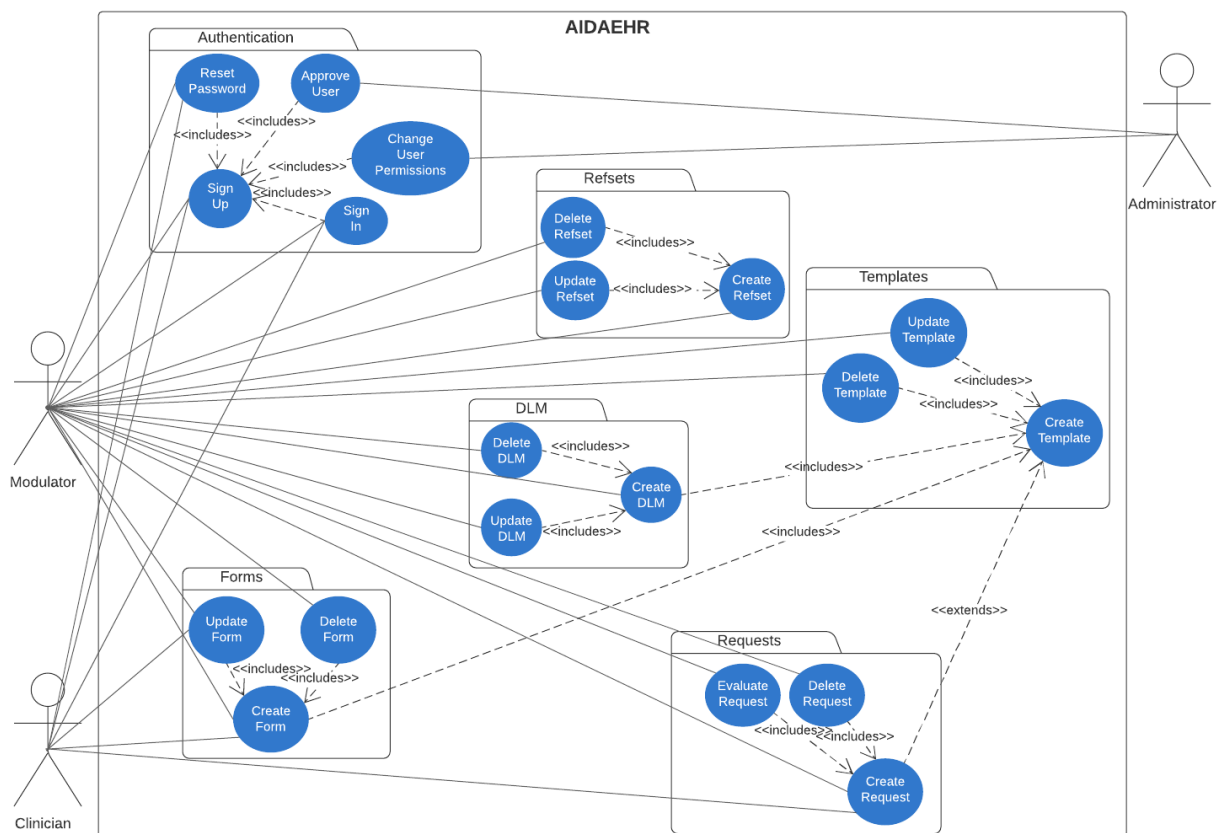 AIDAEHR
Authentication
Reset
Password
Approve
User
<<includes>>
<<includes>>
Change
User
Permissions
<<includes>>
Sign
Up
<<includes>>
Sign
In
Administrator
Refsets
Delete
Refset
<<includes>>
Update
Refset
<<includes>>
Create
Refset
Templates
Update
Template
<<includes>>
Delete
Template
<<includes>>
Create
Template
Modulator
DLM
Delete
DLM
<<includes>>
Create
DLM
<<includes>>
Update
DLM
<<includes>>
<<includes>>
Forms
Update
Form
Delete
Form
<<includes>>
<<includes>>
Create
Form
<<extends>>
Requests
Evaluate
Request
Delete
Request
<<includes>>
<<includes>>
Create
Request
Clinician